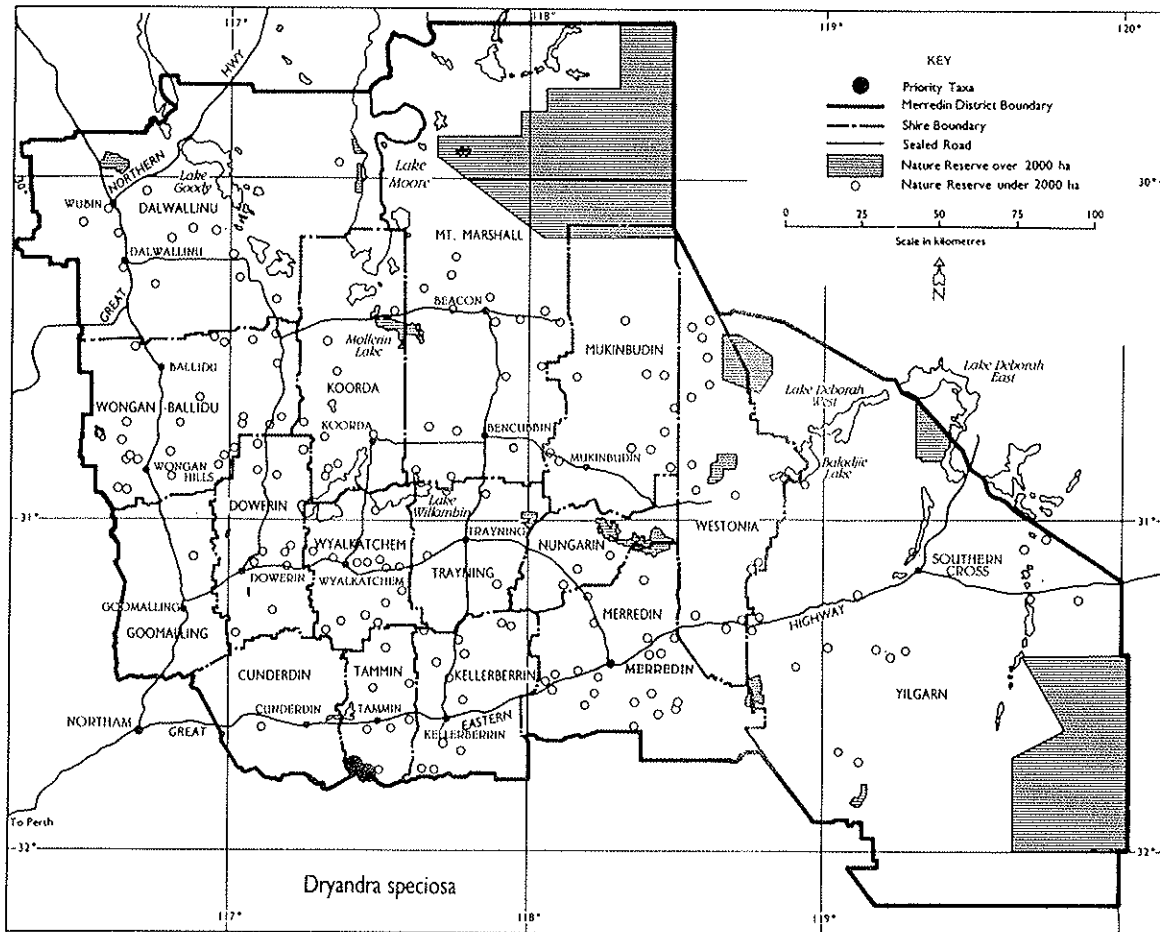 117°
118°
119°
120°
KEY
Priority Taxa
Merredin District Boundary
Shire Boundary
Sealed Road
Nature Reserve over 2000 ha
Nature Reserve under 2000 ha
0 25 50 75 100
Scale in kilometres
N
HWY
NORTHERN
Lake Goody
Lake Moore
30°
30°
WUBIN
DALWALLINU
MT. MARSHALL
DALWALLINU
GREAT
BEACON
Mollerin Lake
MUKINBUDIN
BALLIDU
KOORDA
Lake Deborah West
Lake Deborah East
WONGAN-BALLIDU
KOORDA
BENCUBBIN
MUKINBUDIN
Baladjie Lake
WONGAN HILLS
DOWERIN
Lake Wilkambin
31°
31°
WYALKATCHEM
TRAYNING
NUNGARIN
WESTONIA
SOUTHERN CROSS
DOWERIN
WYALKATCHEM
TRAYNING
GOOMALLING
GOOMALLING
MERREDIN
HIGHWAY
CUNDERDIN
TAMMIN
KELLERBERRIN
MERREDIN
YILGARN
NORTHAM
GREAT
CUNDERDIN
TAMMIN
EASTERN
KELLERBERRIN
To Perth
32°
32°
Dryandra speciosa
117°
118°
119°